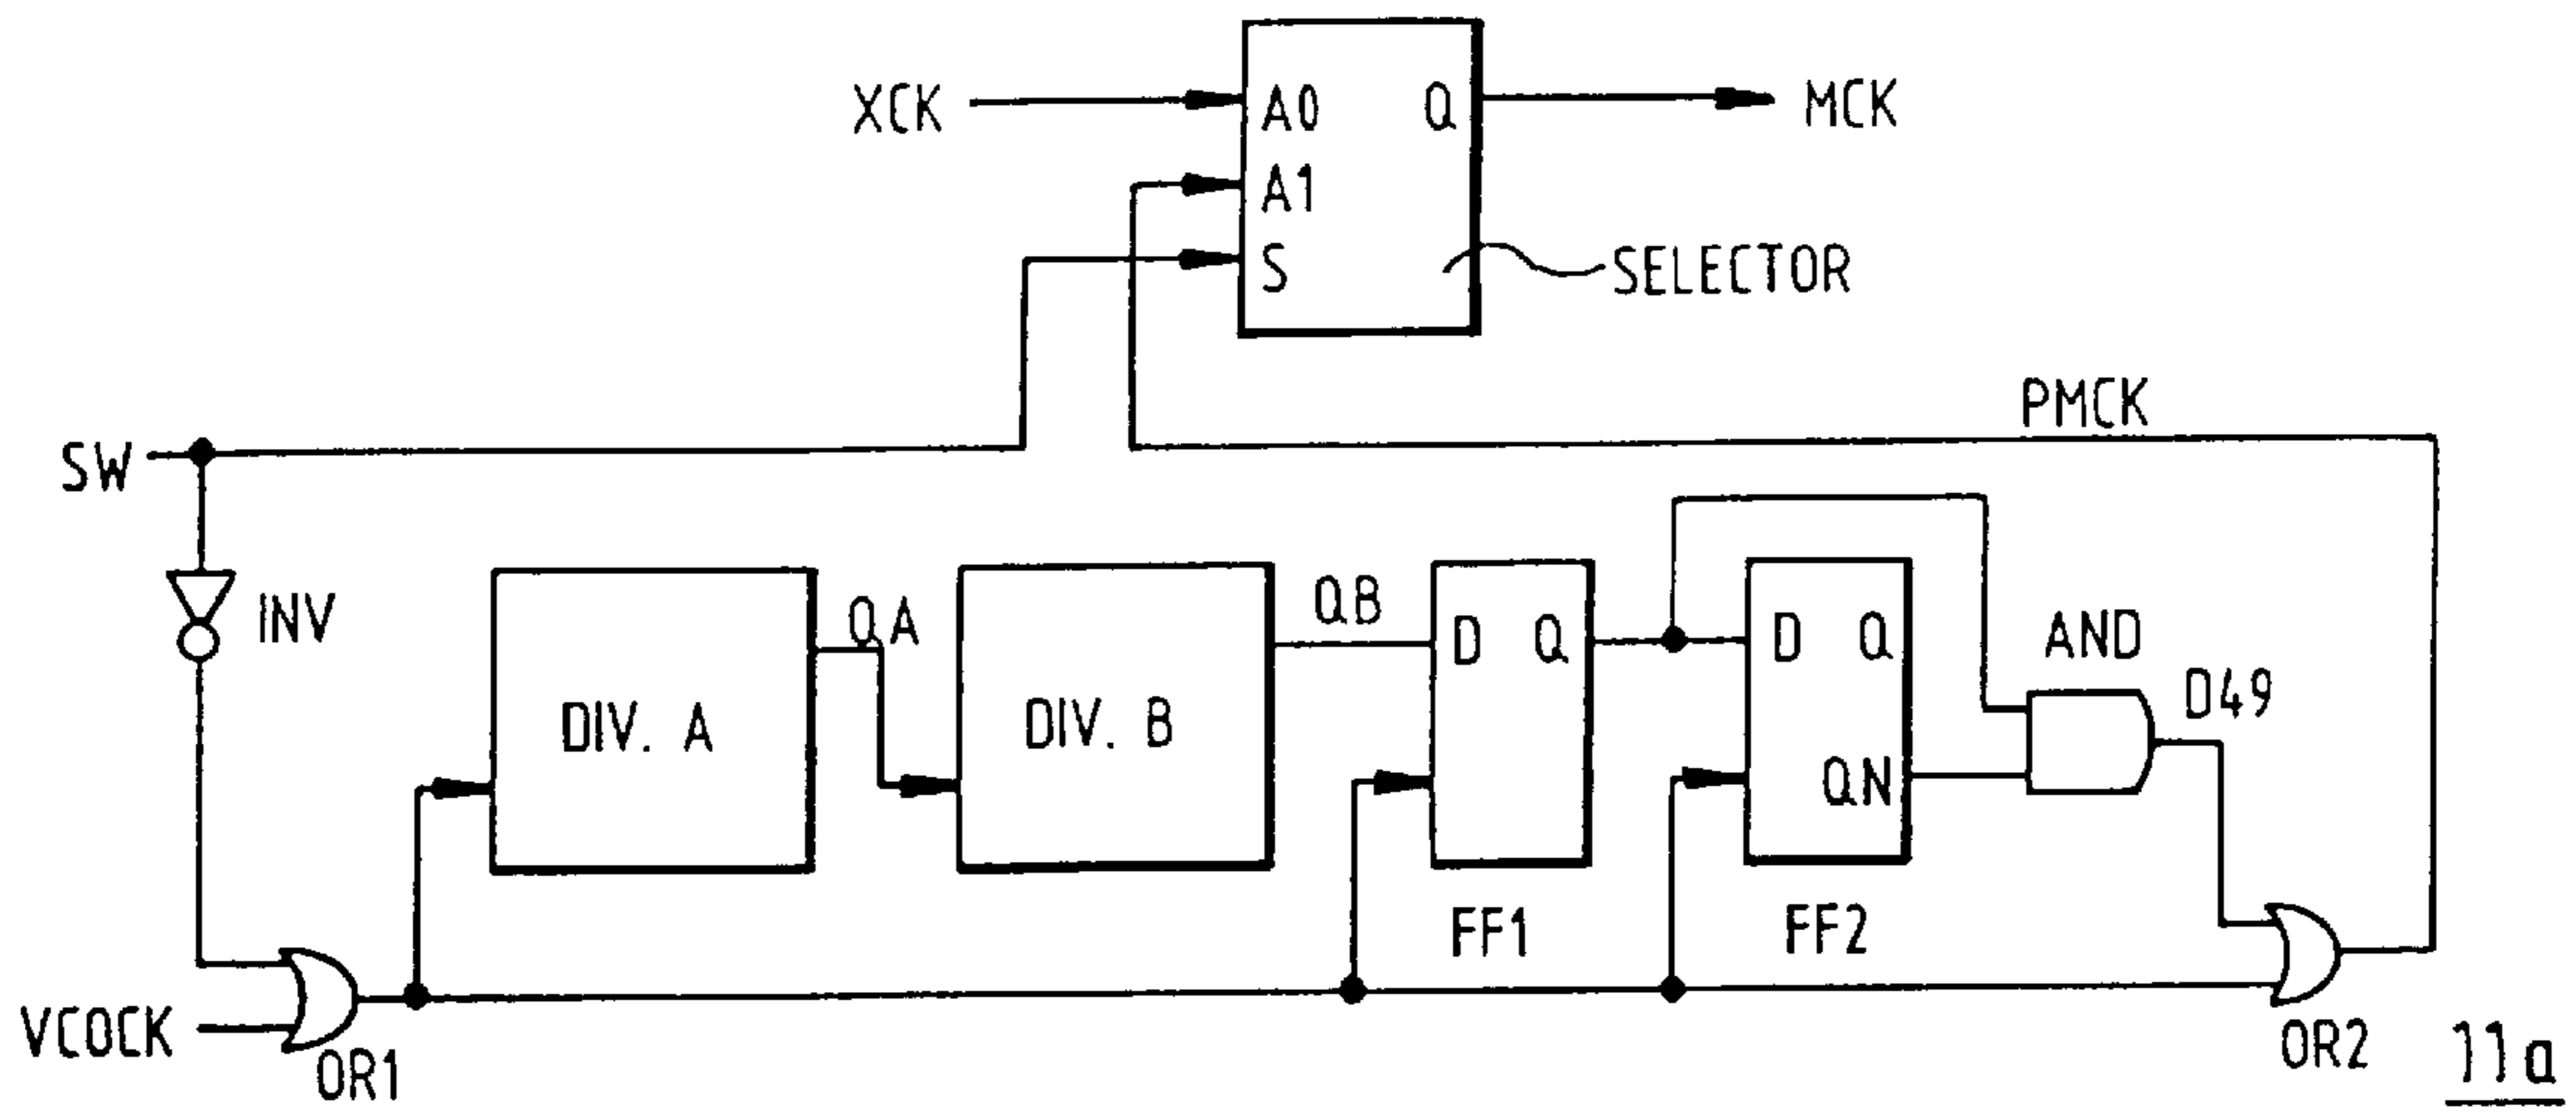 XCK
A0
Q
MCK
A1
S
SELECTOR
PMCK
SW
INV
QA
QB
D
Q
D
Q
AND
D49
DIV. A
DIV. B
QN
FF1
FF2
VCOCK
OR1
OR2
11a